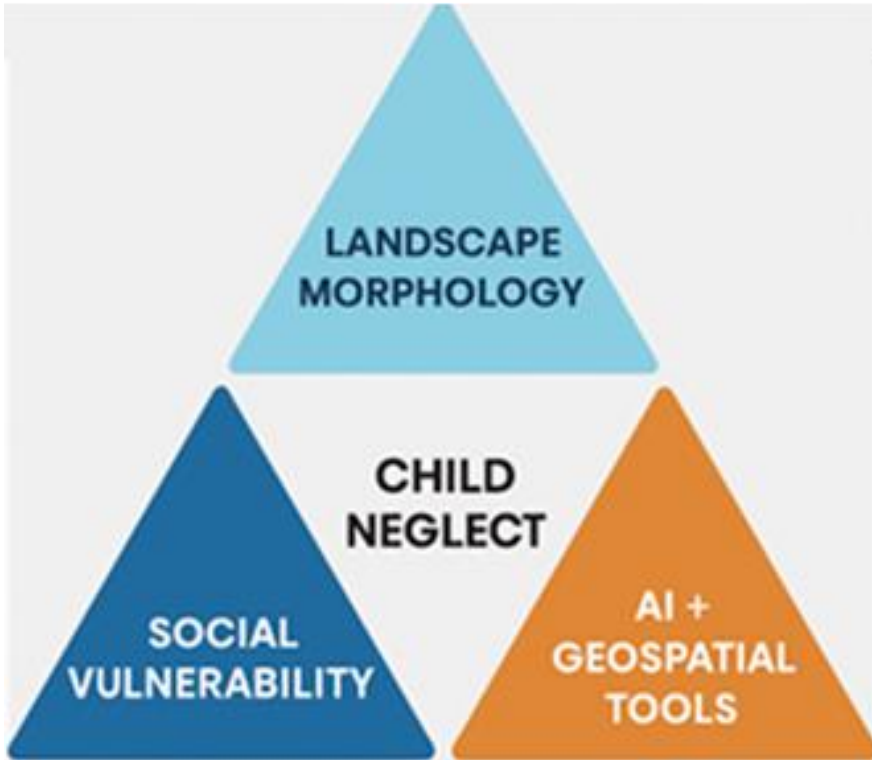 LANDSCAPE
MORPHOLOGY
CHILD
NEGLECT
SOCIAL
VULNERABILITY
AI +
GEOSPATIAL
TOOLS